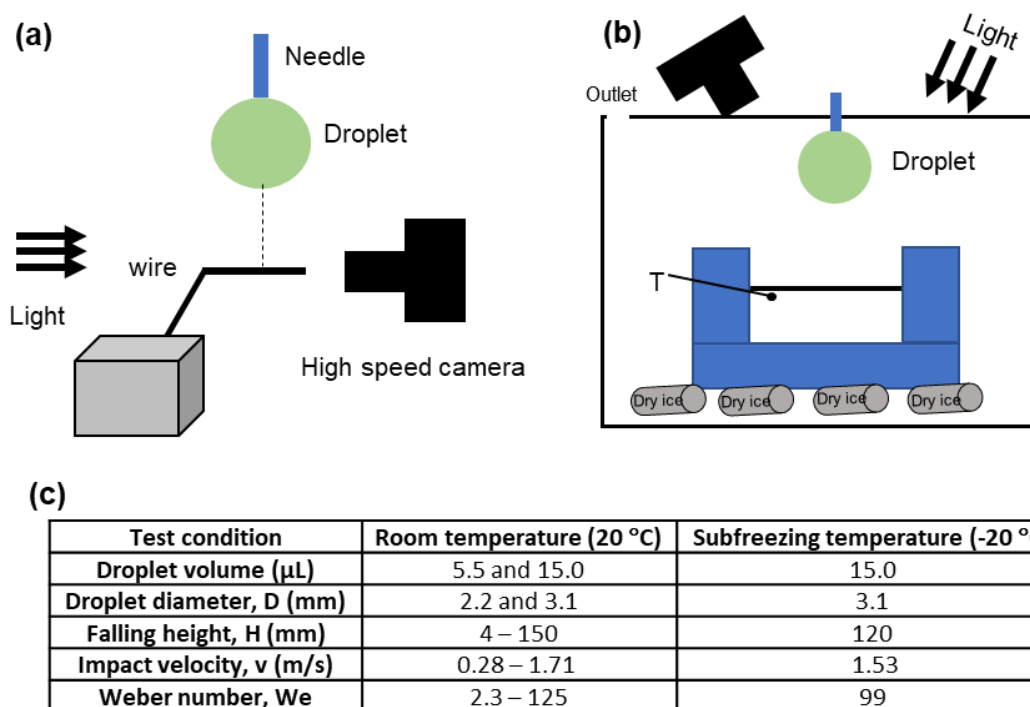 (a)
Needle
Droplet
wire
Light
High speed camera
(b)
Light
Outlet
Droplet
T
Dry ice Dry ice Dry ice Dry ice
(c)
Test condition Room temperature (20 °C) Subfreezing temperature (-20 °
Droplet volume (µL) 5.5 and 15.0 15.0
Droplet diameter, D (mm) 2.2 and 3.1 3.1
Falling height, H (mm) 4 – 150 120
Impact velocity, v (m/s) 0.28 – 1.71 1.53
Weber number, We 2.3 – 125 99